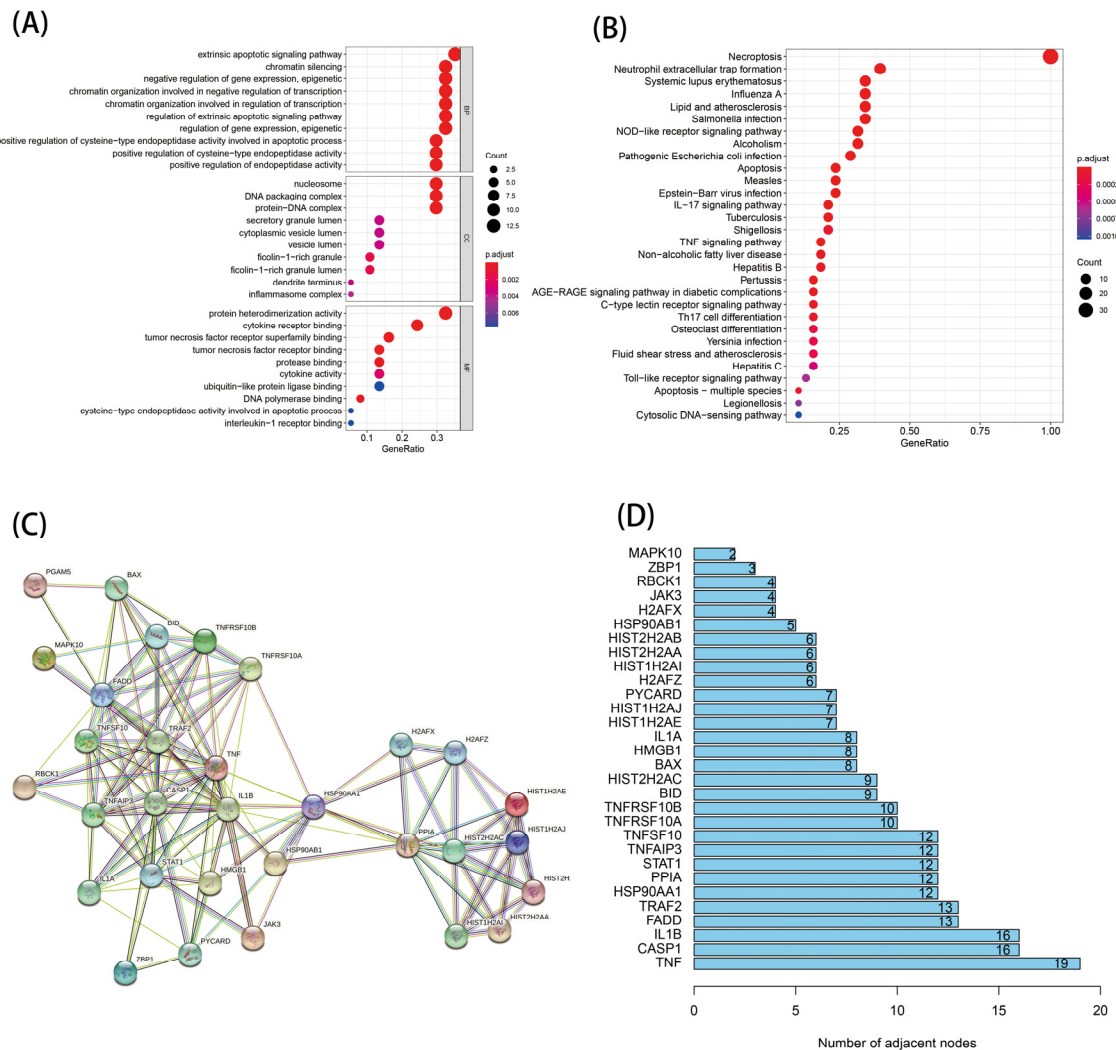 (A)
extrinsic apoptotic signaling pathway
chromatin silencing
negative regulation of gene expression, epigenetic
chromatin organization involved in negative regulation of transcription
chromatin organization involved in regulation of transcription
regulation of extrinsic apoptotic signaling pathway
regulation of gene expression, epigenetic
positive regulation of cysteine−type endopeptidase activity involved in apoptotic process
positive regulation of cysteine−type endopeptidase activity
positive regulation of endopeptidase activity
BP
nucleosome
DNA packaging complex
protein−DNA complex
secretory granule lumen
cytoplasmic vesicle lumen
vesicle lumen
ficolin−1−rich granule
ficolin−1−rich granule lumen
dendrite terminus
inflammasome complex
CC
protein heterodimerization activity
cytokine receptor binding
tumor necrosis factor receptor superfamily binding
tumor necrosis factor receptor binding
protease binding
cytokine activity
ubiquitin−like protein ligase binding
DNA polymerase binding
cysteine−type endopeptidase activity involved in apoptotic process
interleukin−1 receptor binding
MF
0.1 0.2 0.3
GeneRatio
Count
2.5
5.0
7.5
10.0
12.5
p.adjust
0.002
0.004
0.006
(B)
Necroptosis
Neutrophil extracellular trap formation
Systemic lupus erythematosus
Influenza A
Lipid and atherosclerosis
Salmonella infection
NOD−like receptor signaling pathway
Alcoholism
Pathogenic Escherichia coli infection
Apoptosis
Measles
Epstein−Barr virus infection
IL−17 signaling pathway
Tuberculosis
Shigellosis
TNF signaling pathway
Non−alcoholic fatty liver disease
Hepatitis B
Pertussis
AGE−RAGE signaling pathway in diabetic complications
C−type lectin receptor signaling pathway
Th17 cell differentiation
Osteoclast differentiation
Yersinia infection
Fluid shear stress and atherosclerosis
Hepatitis C
Toll−like receptor signaling pathway
Apoptosis − multiple species
Legionellosis
Cytosolic DNA−sensing pathway
0.25 0.50 0.75 1.00
GeneRatio
p.adjust
0.0010
Count
10
20
30
(C)
PGAM5
BAX
BID
TNFRSF10B
MAPK10
TNFRSF10A
FADD
TNFSF10
TRAF2
TNF
H2AFX
H2AFZ
RBCK1
CASP1
IL1B
HSP90AA1
HIST1H2AE
TNFAIP3
PPIA
HIST2H2AC
HIST1H2AJ
STAT1
HSP90AB1
IL1A
HMGB1
HIST2H
HIST1H2AI
HIST2H2AA
JAK3
PYCARD
ZBP1
(D)
MAPK10 2
ZBP1 3
RBCK1 4
JAK3 4
H2AFX 4
HSP90AB1 5
HIST2H2AB 6
HIST2H2AA 6
HIST1H2AI 6
H2AFZ 6
PYCARD 7
HIST1H2AJ 7
HIST1H2AE 7
IL1A 8
HMGB1 8
BAX 8
HIST2H2AC 9
BID 9
TNFRSF10B 10
TNFRSF10A 10
TNFSF10 12
TNFAIP3 12
STAT1 12
PPIA 12
HSP90AA1 12
TRAF2 13
FADD 13
IL1B 16
CASP1 16
TNF 19
0 5 10 15 20
Number of adjacent nodes